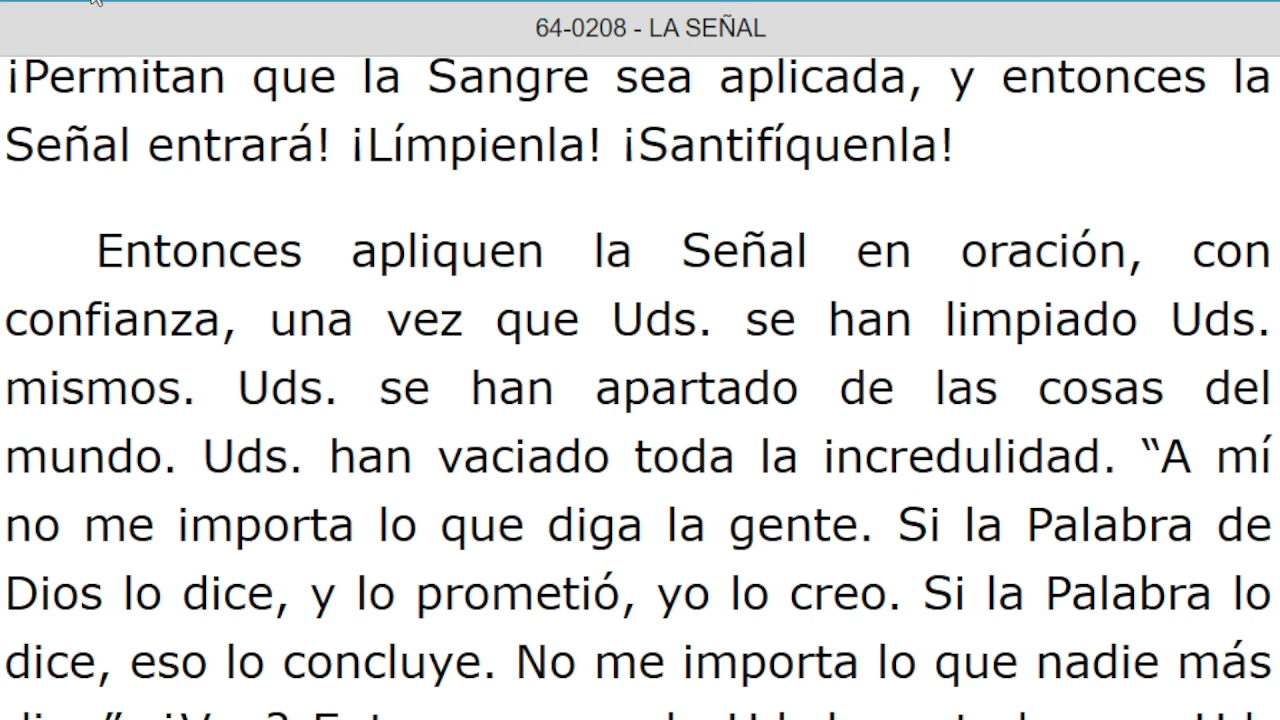 64-0208 - LA SEÑAL
¡Permitan que la Sangre sea aplicada, y entonces la
Señal entrará! ¡Límpienla! ¡Santifíquenla!
Entonces apliquen la Señal en oración, con
confianza, una vez que Uds. se han limpiado Uds.
mismos. Uds. se han apartado de las cosas del
mundo. Uds. han vaciado toda la incredulidad. “A mí
no me importa lo que diga la gente. Si la Palabra de
Dios lo dice, y lo prometió, yo lo creo. Si la Palabra lo
dice, eso lo concluye. No me importa lo que nadie más